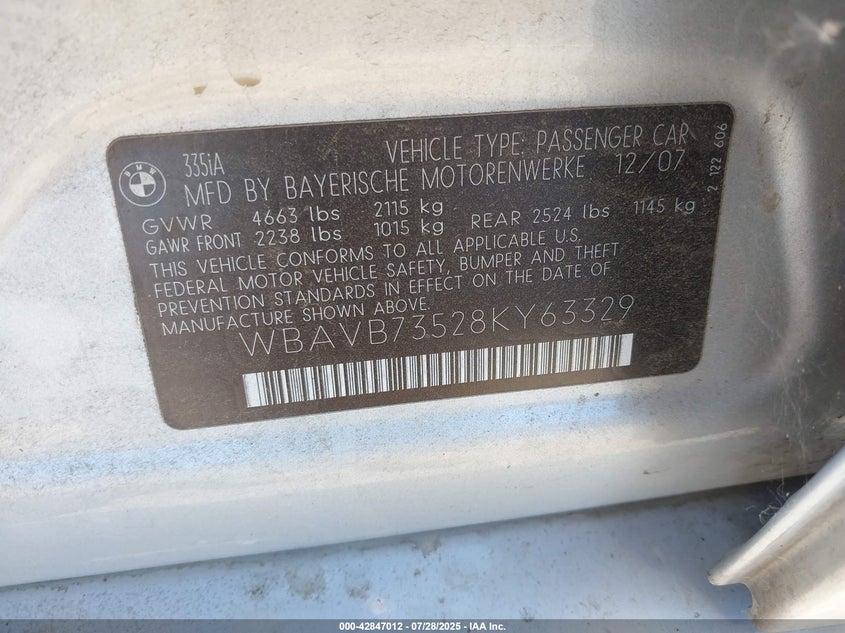 BMW
335iA
VEHICLE TYPE: PASSENGER CAR
MFD BY BAYERISCHE MOTORENWERKE 12/07
GVWR 4663 lbs 2115 kg
GAWR FRONT 2238 lbs 1015 kg REAR 2524 lbs 1145 kg
THIS VEHICLE CONFORMS TO ALL APPLICABLE U.S.
FEDERAL MOTOR VEHICLE SAFETY, BUMPER AND THEFT
PREVENTION STANDARDS IN EFFECT ON THE DATE OF
MANUFACTURE SHOWN ABOVE.
WBAVB73528KY63329
2 122 606
000-42847012 | 07/28/2025 - IAA Inc.